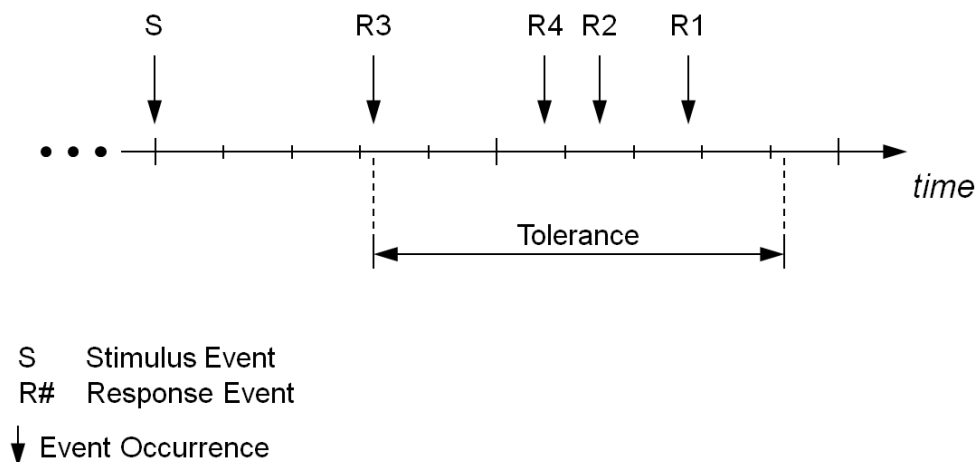 S R3 R4 R2 R1
time
Tolerance
S Stimulus Event
R# Response Event
Event Occurrence